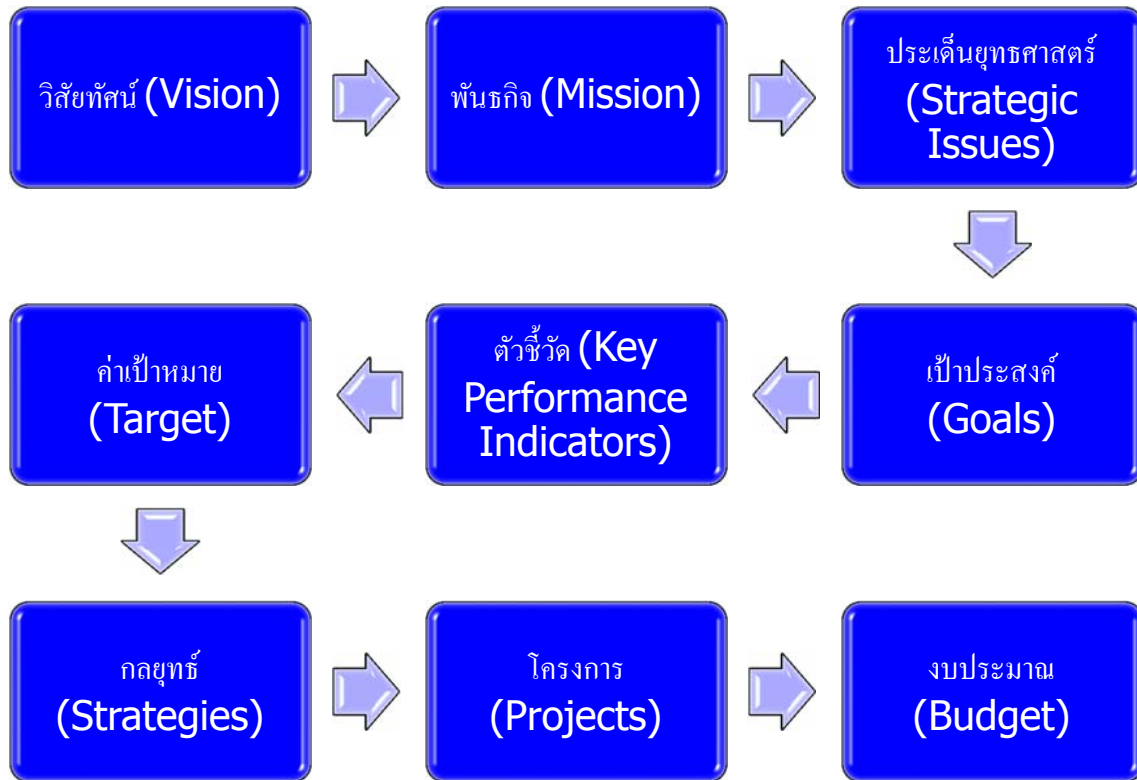 วิสัยทัศน์ (Vision)
พันธกิจ (Mission)
ประเด็นยุทธศาสตร์
(Strategic
Issues)
เป้าประสงค์
(Goals)
ตัวชี้วัด (Key
Performance
Indicators)
ค่าเป้าหมาย
(Target)
กลยุทธ์
(Strategies)
โครงการ
(Projects)
งบประมาณ
(Budget)